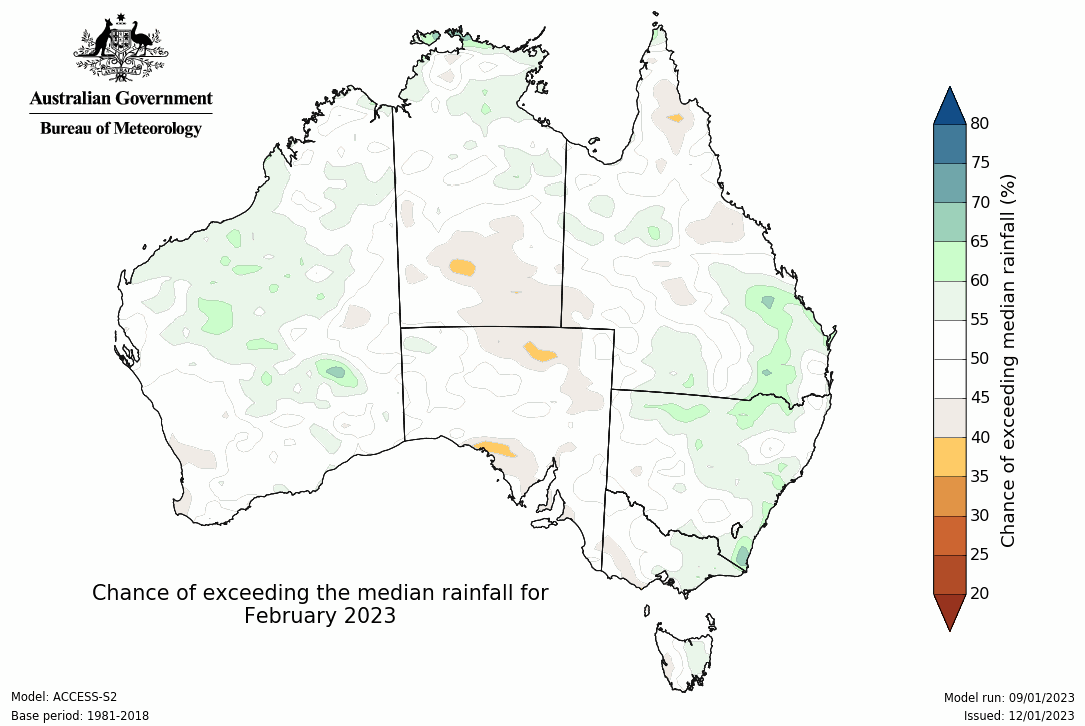 Australian Government
Bureau of Meteorology
80
75
70
65
60
55
50
45
40
35
30
25
20
Chance of exceeding median rainfall (%)
Chance of exceeding the median rainfall for
February 2023
Model: ACCESS-S2
Base period: 1981-2018
Model run: 09/01/2023
Issued: 12/01/2023